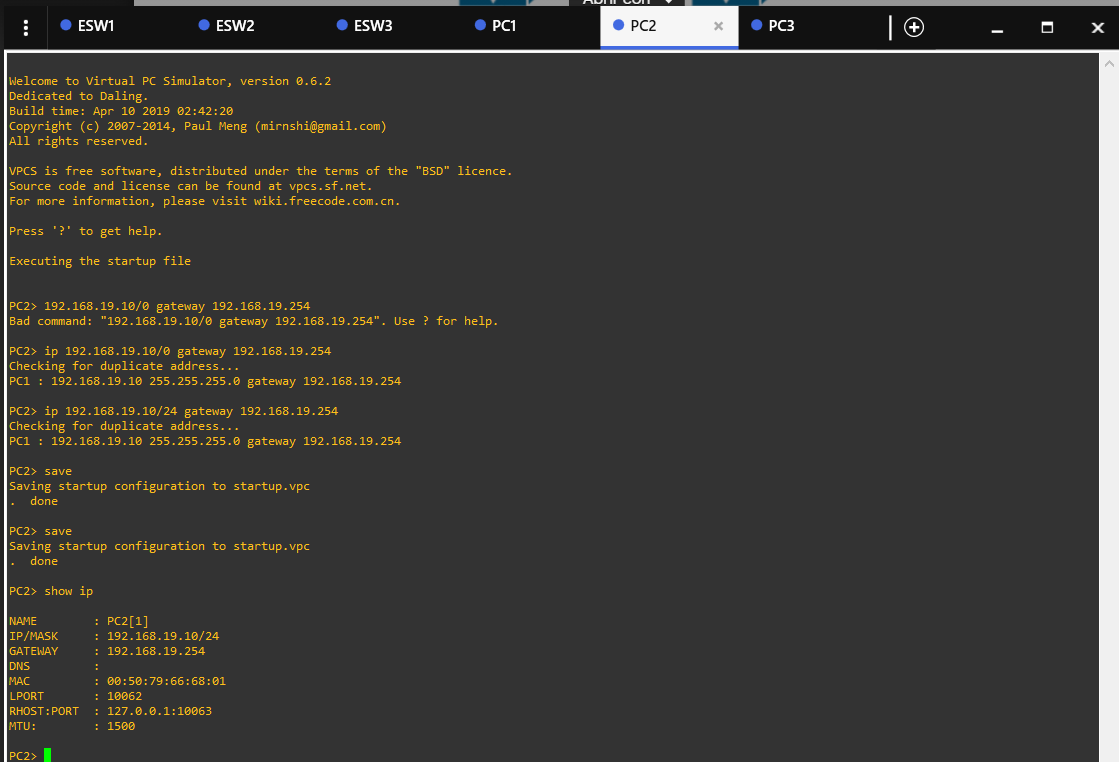 ESW1 ESW2 ESW3 PC1 PC2 PC3
Welcome to Virtual PC Simulator, version 0.6.2
Dedicated to Daling.
Build time: Apr 10 2019 02:42:20
Copyright (c) 2007-2014, Paul Meng (mirnshi@gmail.com)
All rights reserved.
VPCS is free software, distributed under the terms of the "BSD" licence.
Source code and license can be found at vpcs.sf.net.
For more information, please visit wiki.freecode.com.cn.
Press '?' to get help.
Executing the startup file
PC2> 192.168.19.10/0 gateway 192.168.19.254
Bad command: "192.168.19.10/0 gateway 192.168.19.254". Use ? for help.
PC2> ip 192.168.19.10/0 gateway 192.168.19.254
Checking for duplicate address...
PC1 : 192.168.19.10 255.255.255.0 gateway 192.168.19.254
PC2> ip 192.168.19.10/24 gateway 192.168.19.254
Checking for duplicate address...
PC1 : 192.168.19.10 255.255.255.0 gateway 192.168.19.254
PC2> save
Saving startup configuration to startup.vpc
.  done
PC2> save
Saving startup configuration to startup.vpc
.  done
PC2> show ip
NAME        : PC2[1]
IP/MASK     : 192.168.19.10/24
GATEWAY     : 192.168.19.254
DNS         :
MAC         : 00:50:79:66:68:01
LPORT       : 10062
RHOST:PORT  : 127.0.0.1:10063
MTU:        : 1500
PC2>